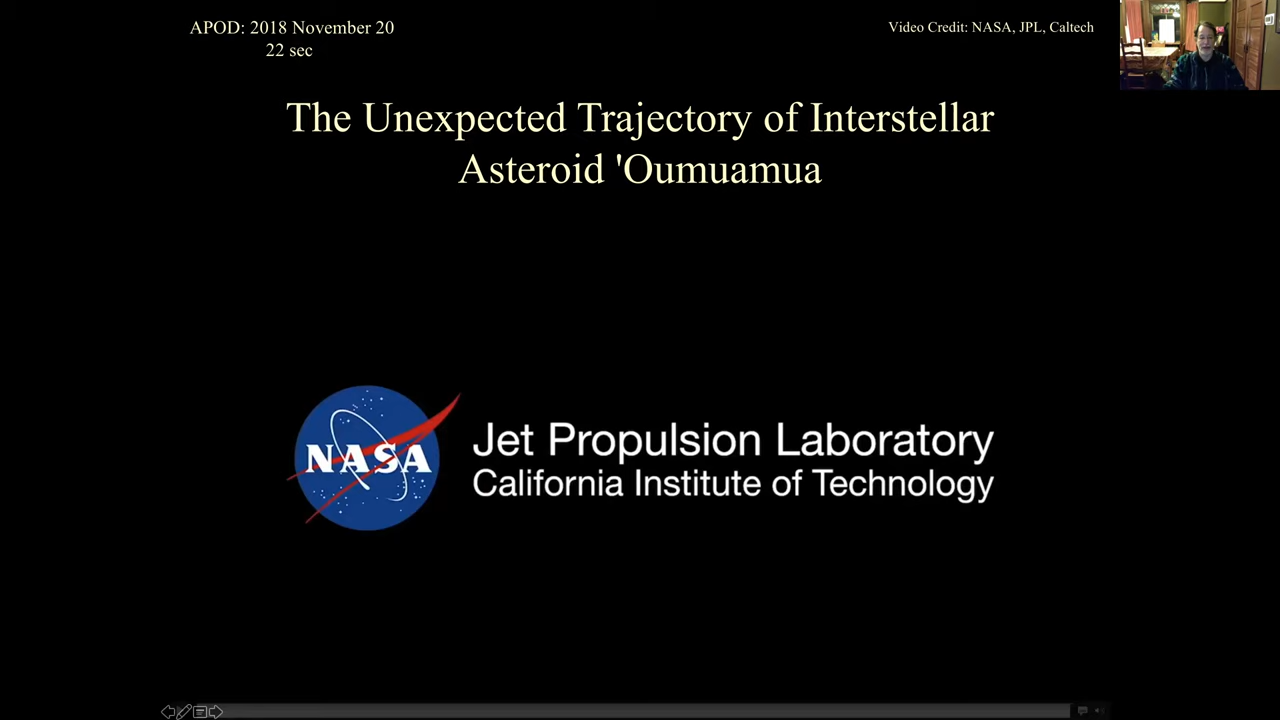 APOD: 2018 November 20
22 sec
Video Credit: NASA, JPL, Caltech
The Unexpected Trajectory of Interstellar
Asteroid 'Oumuamua
NASA
Jet Propulsion Laboratory
California Institute of Technology